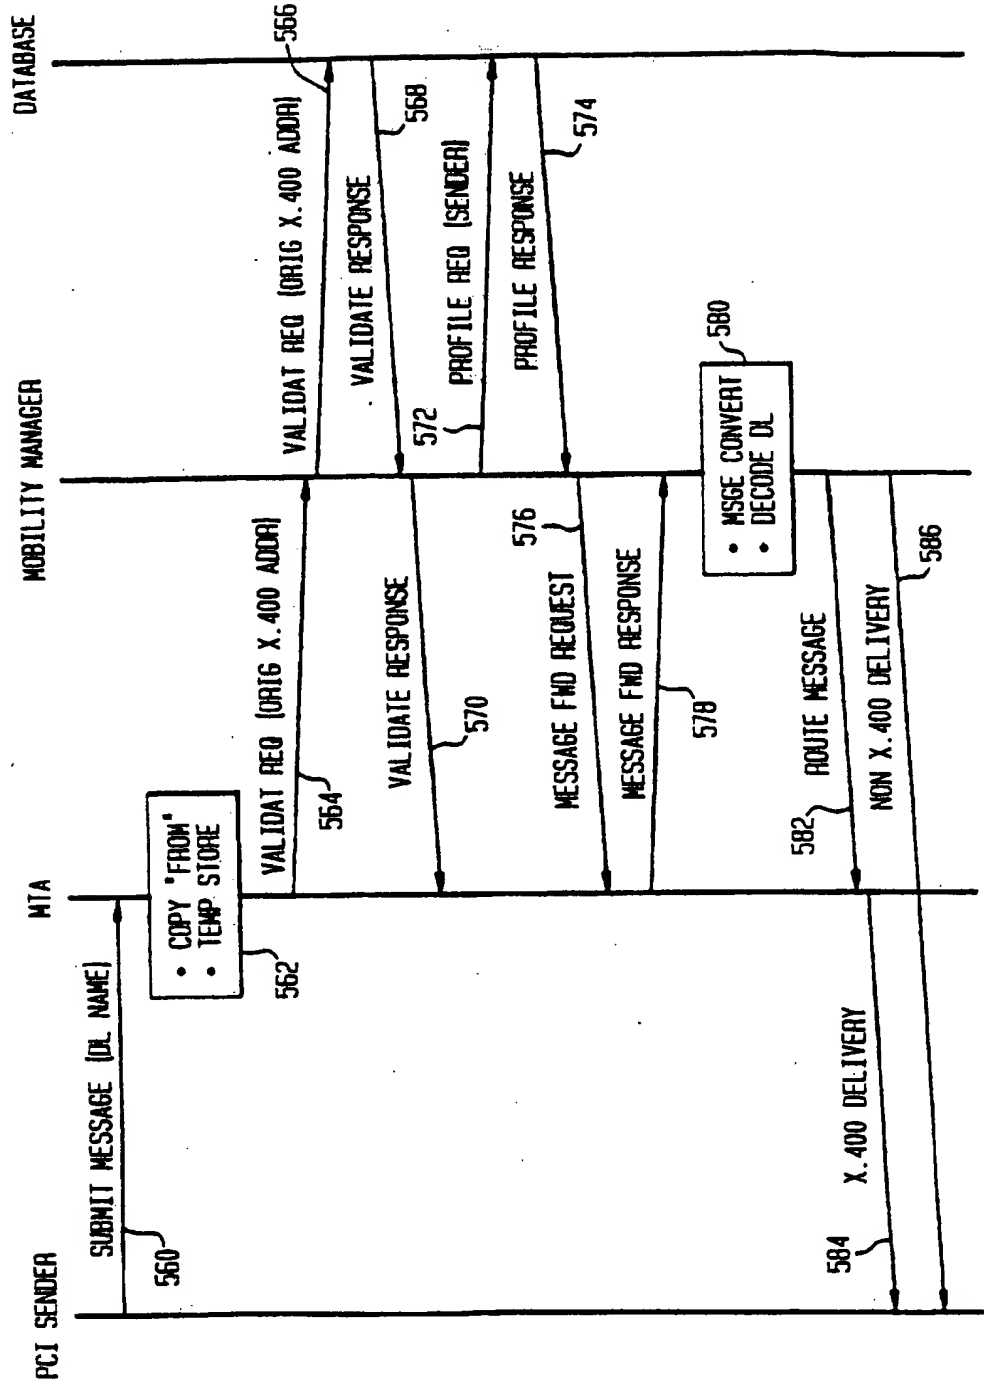 PCI SENDER
MTA
MOBILITY MANAGER
DATABASE
SUBMIT MESSAGE (DL NAME)
560
• COPY "FROM"
• TEMP STORE
562
VALIDAT REQ (ORIG X.400 ADDR)
564
VALIDAT REQ (ORIG X.400 ADDR)
566
VALIDATE RESPONSE
568
VALIDATE RESPONSE
570
PROFILE REQ (SENDER)
572
PROFILE RESPONSE
574
MESSAGE FWD REQUEST
576
MESSAGE FWD RESPONSE
578
• MSGE CONVERT
• DECODE DL
580
ROUTE MESSAGE
582
X.400 DELIVERY
584
NON X.400 DELIVERY
586